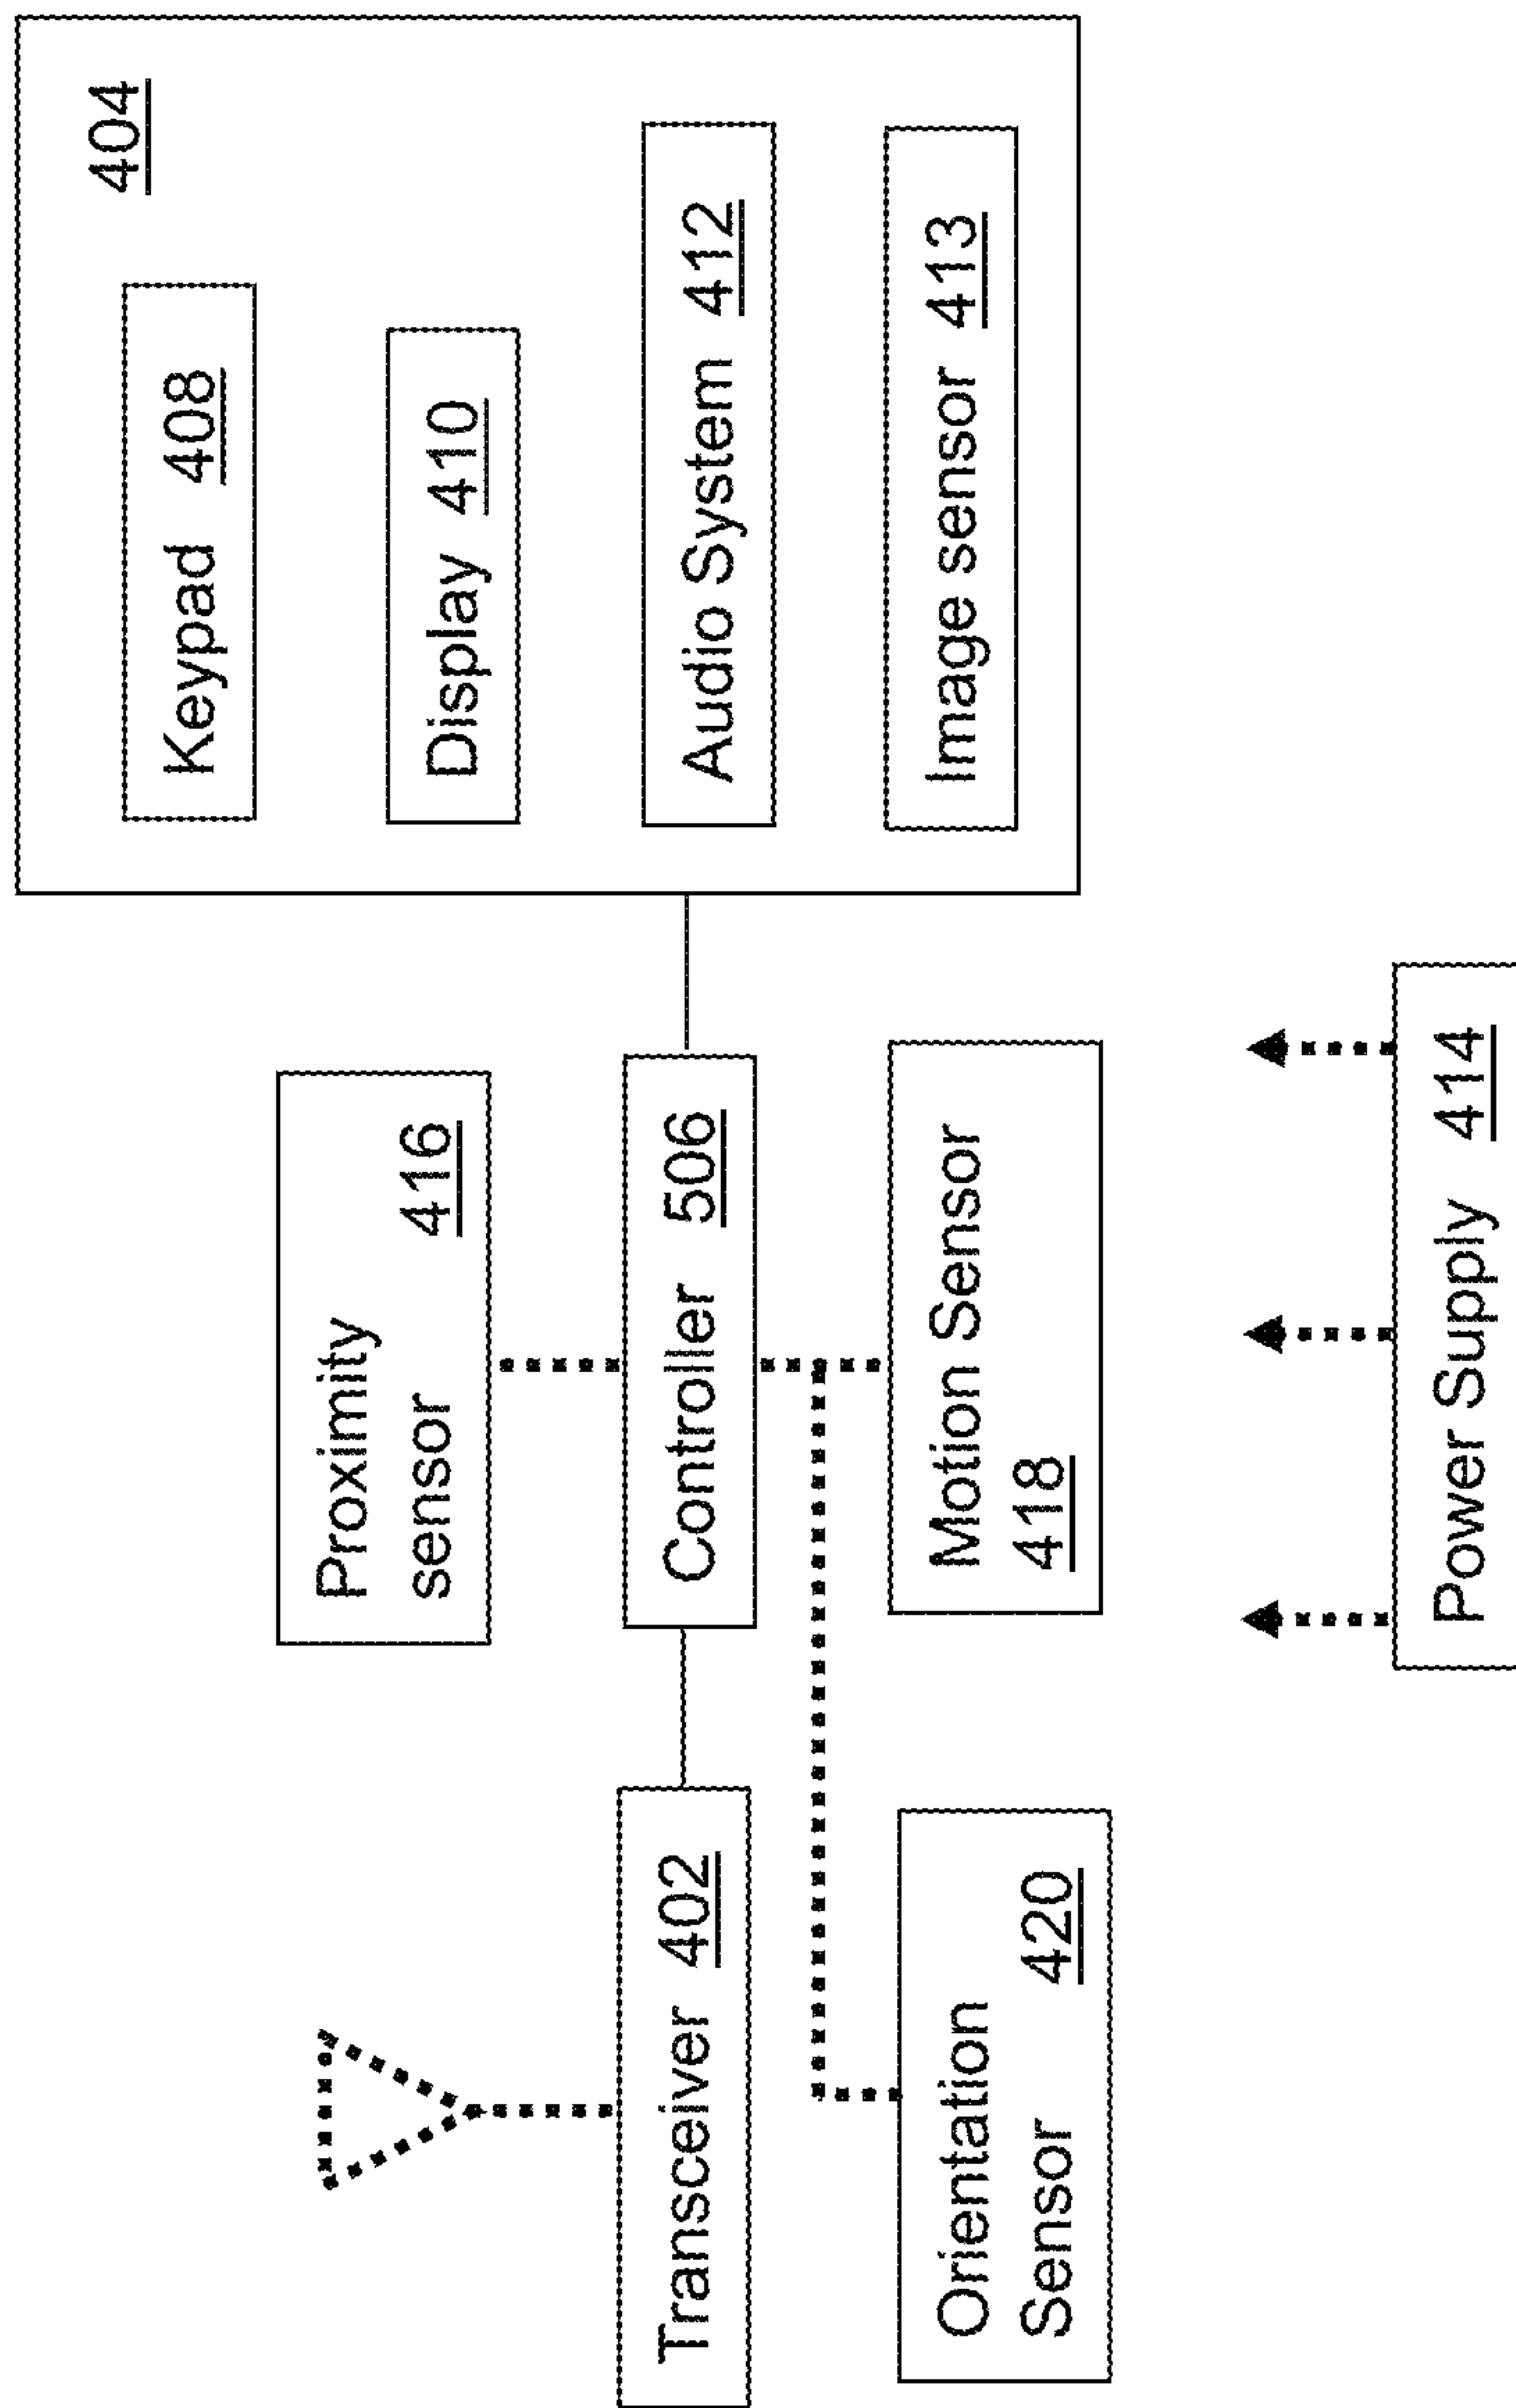 404
Keypad 408
Display 410
Audio System 412
Image sensor 413
Proximity
sensor 416
Controller 506
Motion Sensor
418
Transceiver 402
Orientation
Sensor 420
Power Supply 414